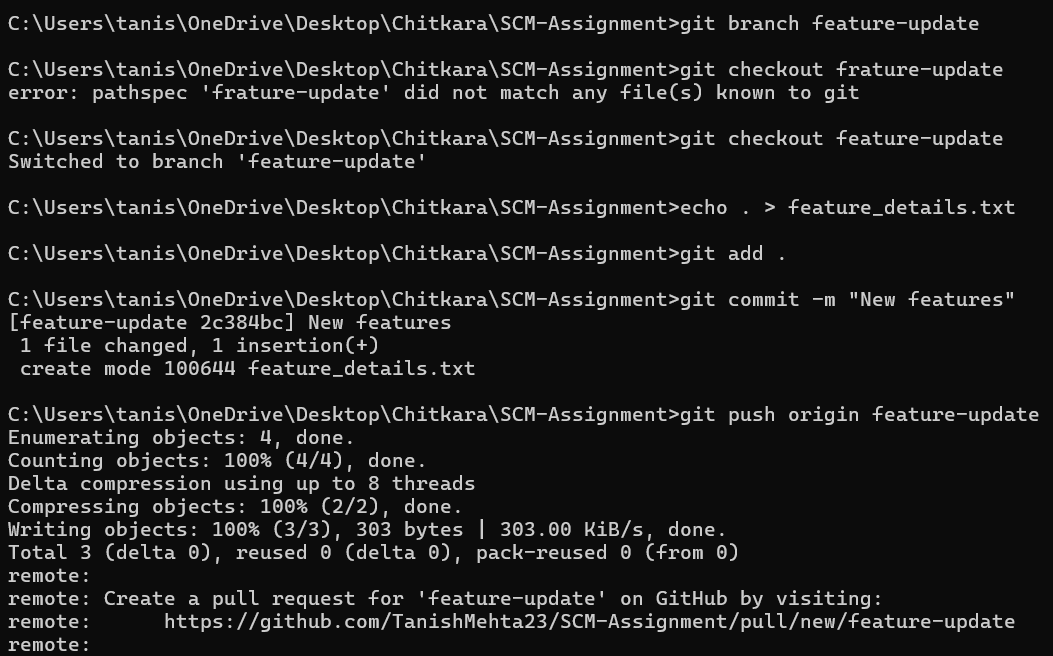 C:\Users\tanis\OneDrive\Desktop\Chitkara\SCM-Assignment>git branch feature-update
C:\Users\tanis\OneDrive\Desktop\Chitkara\SCM-Assignment>git checkout frature-update
error: pathspec 'frature-update' did not match any file(s) known to git
C:\Users\tanis\OneDrive\Desktop\Chitkara\SCM-Assignment>git checkout feature-update
Switched to branch 'feature-update'
C:\Users\tanis\OneDrive\Desktop\Chitkara\SCM-Assignment>echo . > feature_details.txt
C:\Users\tanis\OneDrive\Desktop\Chitkara\SCM-Assignment>git add .
C:\Users\tanis\OneDrive\Desktop\Chitkara\SCM-Assignment>git commit -m "New features"
[feature-update 2c384bc] New features
 1 file changed, 1 insertion(+)
 create mode 100644 feature_details.txt
C:\Users\tanis\OneDrive\Desktop\Chitkara\SCM-Assignment>git push origin feature-update
Enumerating objects: 4, done.
Counting objects: 100% (4/4), done.
Delta compression using up to 8 threads
Compressing objects: 100% (2/2), done.
Writing objects: 100% (3/3), 303 bytes | 303.00 KiB/s, done.
Total 3 (delta 0), reused 0 (delta 0), pack-reused 0 (from 0)
remote:
remote: Create a pull request for 'feature-update' on GitHub by visiting:
remote:      https://github.com/TanishMehta23/SCM-Assignment/pull/new/feature-update
remote: